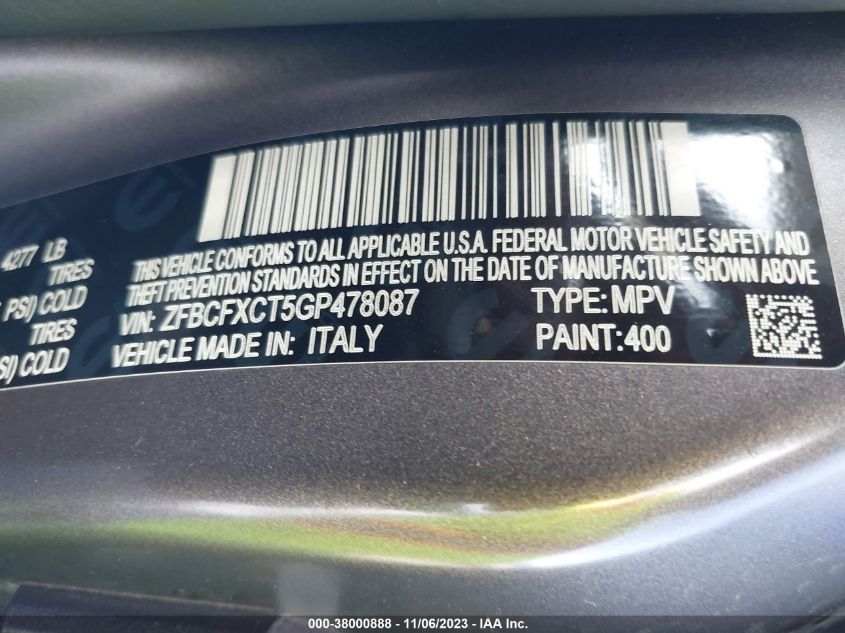 4277 LB
TIRES
PSI) COLD
TIRES
SI) COLD
THIS VEHICLE CONFORMS TO ALL APPLICABLE U.S.A. FEDERAL MOTOR VEHICLE SAFETY AND
THEFT PREVENTION STANDARDS IN EFFECT ON THE DATE OF MANUFACTURE SHOWN ABOVE
VIN: ZFBCFXCT5GP478087 TYPE: MPV
VEHICLE MADE IN: ITALY PAINT:400
000-38000888 - 11/06/2023 - IAA Inc.